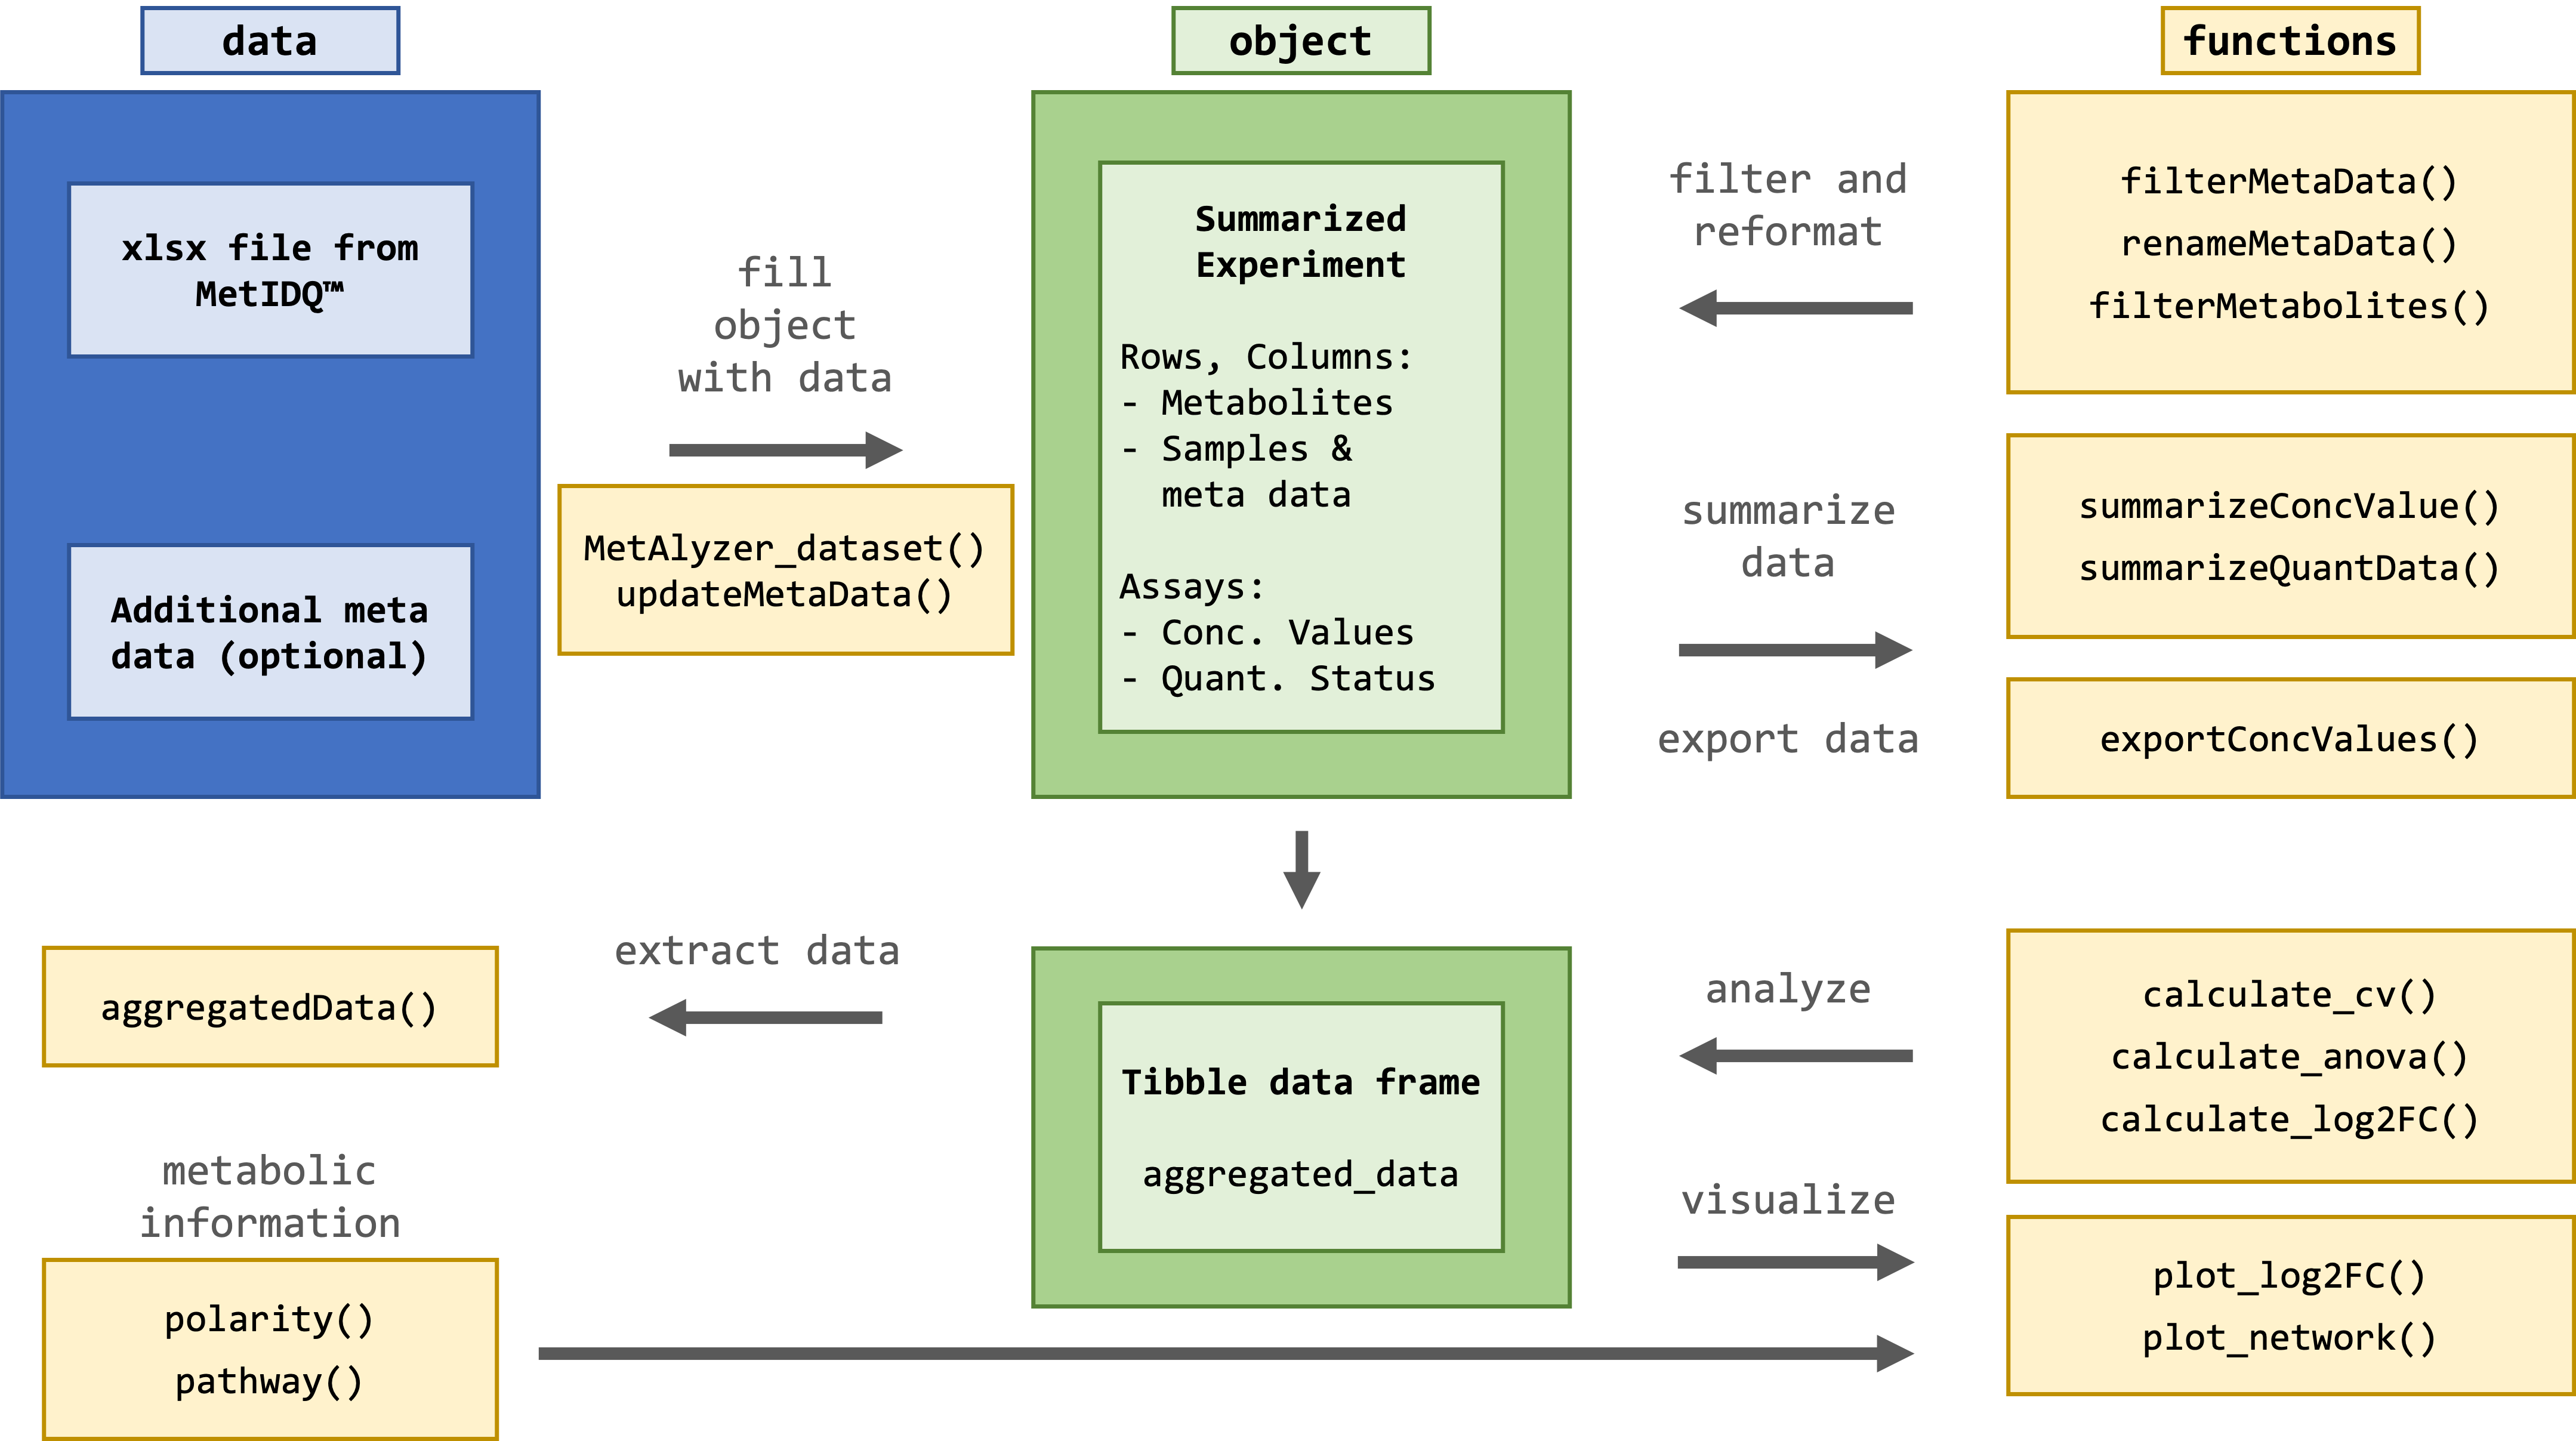 data
object
functions
xlsx file from
MetIDQ™
Additional meta
data (optional)
fill
object
with data
MetAlyzer_dataset()
updateMetaData()
Summarized
Experiment
Rows, Columns:
- Metabolites
- Samples &
meta data
Assays:
- Conc. Values
- Quant. Status
filter and
reformat
filterMetaData()
renameMetaData()
filterMetabolites()
summarize
data
summarizeConcValue()
summarizeQuantData()
export data
exportConcValues()
extract data
aggregatedData()
Tibble data frame
aggregated_data
analyze
calculate_cv()
calculate_anova()
calculate_log2FC()
metabolic
information
polarity()
pathway()
visualize
plot_log2FC()
plot_network()